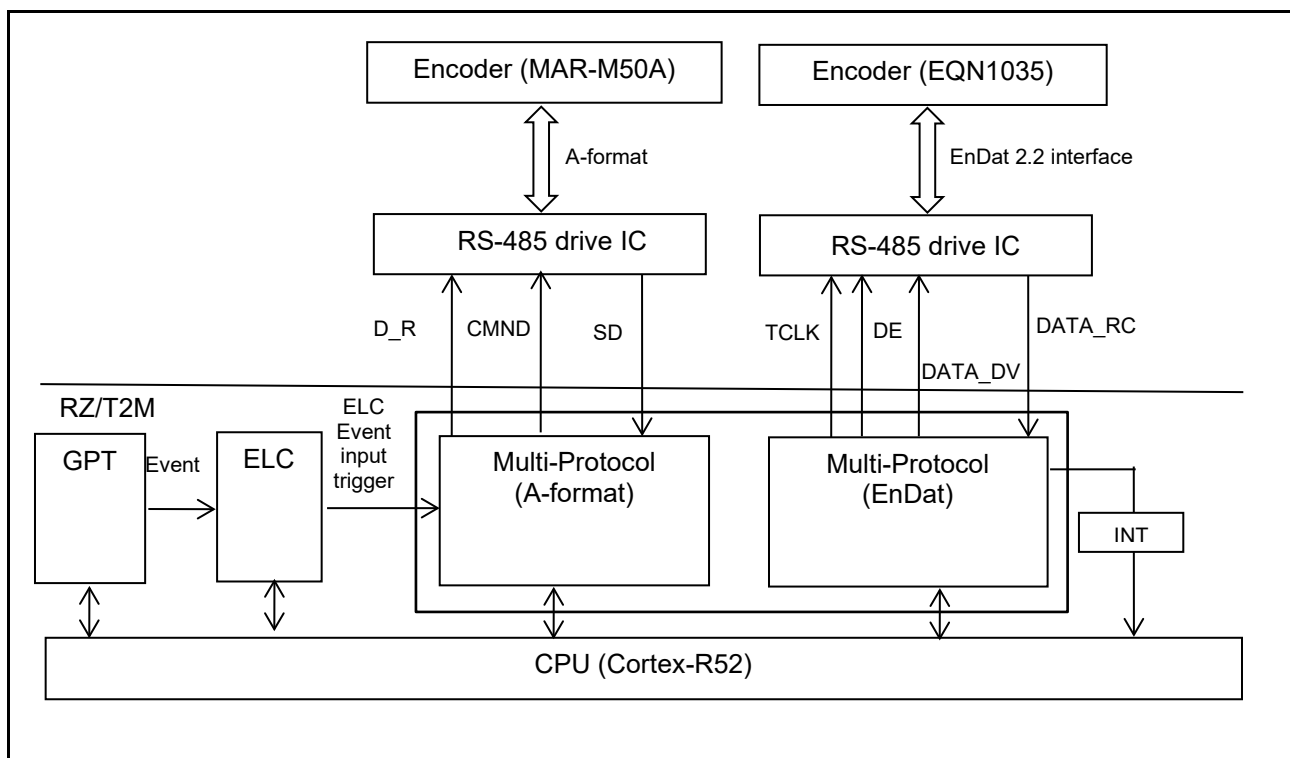 Encoder (MAR-M50A)
Encoder (EQN1035)
A-format
EnDat 2.2 interface
RS-485 drive IC
RS-485 drive IC
D_R
CMND
SD
TCLK
DE
DATA_RC
DATA_DV
RZ/T2M
ELC
Event
input
trigger
GPT
Event
ELC
Multi-Protocol
(A-format)
Multi-Protocol
(EnDat)
INT
CPU (Cortex-R52)